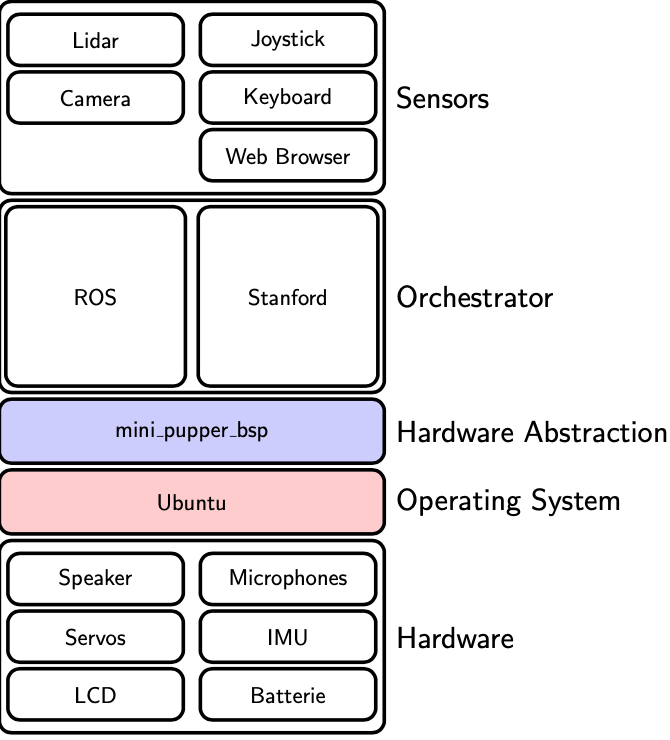 Lidar
Joystick
Camera
Keyboard
Web Browser
Sensors
ROS
Stanford
Orchestrator
mini_pupper_bsp
Hardware Abstraction
Ubuntu
Operating System
Speaker
Microphones
Servos
IMU
LCD
Batterie
Hardware